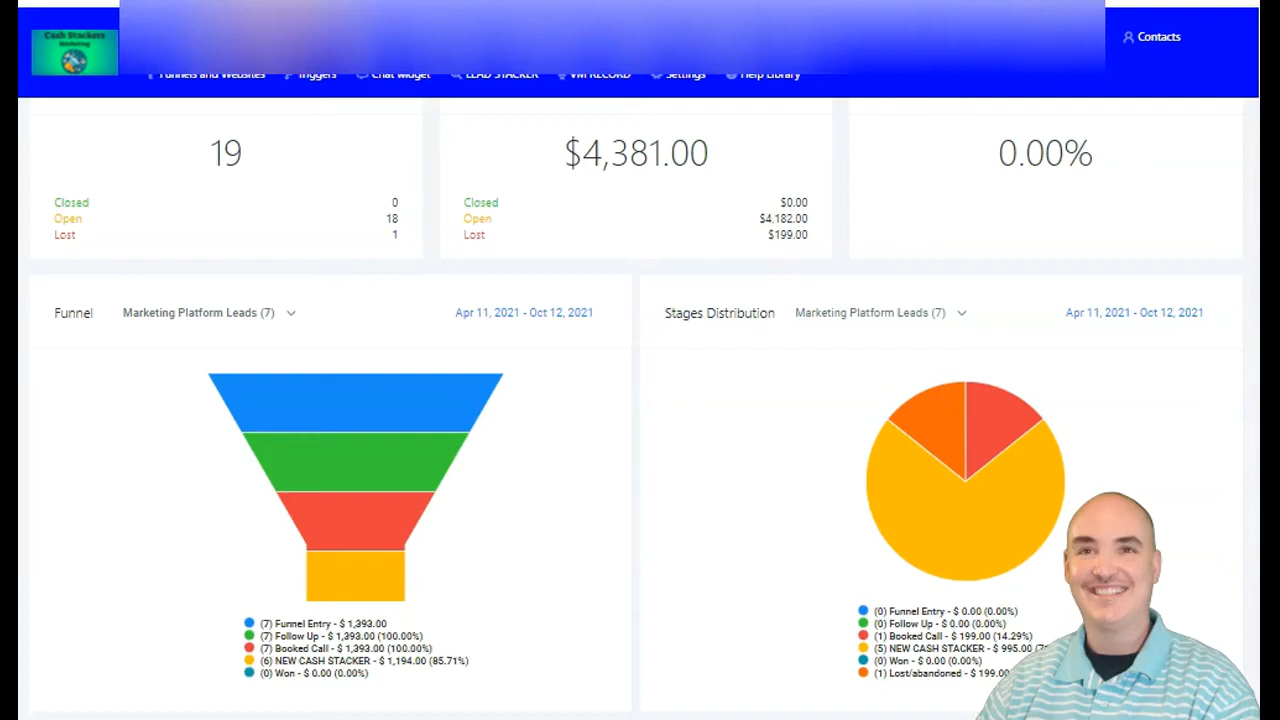 Cash Stackers
Marketing
Contacts
Funnels and Websites Triggers Chat widget LEAD STACKER VM RECORD Settings Help Library
19 $4,381.00 0.00%
Closed 0 Closed $0.00
Open 18 Open $4,182.00
Lost 1 Lost $199.00
Funnel Marketing Platform Leads (7) Apr 11, 2021 - Oct 12, 2021
Stages Distribution Marketing Platform Leads (7) Apr 11, 2021 - Oct 12, 2021
(7) Funnel Entry - $ 1,393.00
(7) Follow Up - $ 1,393.00 (100.00%)
(7) Booked Call - $ 1,393.00 (100.00%)
(6) NEW CASH STACKER - $ 1,194.00 (85.71%)
(0) Won - $ 0.00 (0.00%)
(0) Funnel Entry - $ 0.00 (0.00%)
(0) Follow Up - $ 0.00 (0.00%)
(1) Booked Call - $ 199.00 (14.29%)
(5) NEW CASH STACKER - $ 995.00
(0) Won - $ 0.00 (0.00%)
(1) Lost/abandoned - $ 199.00